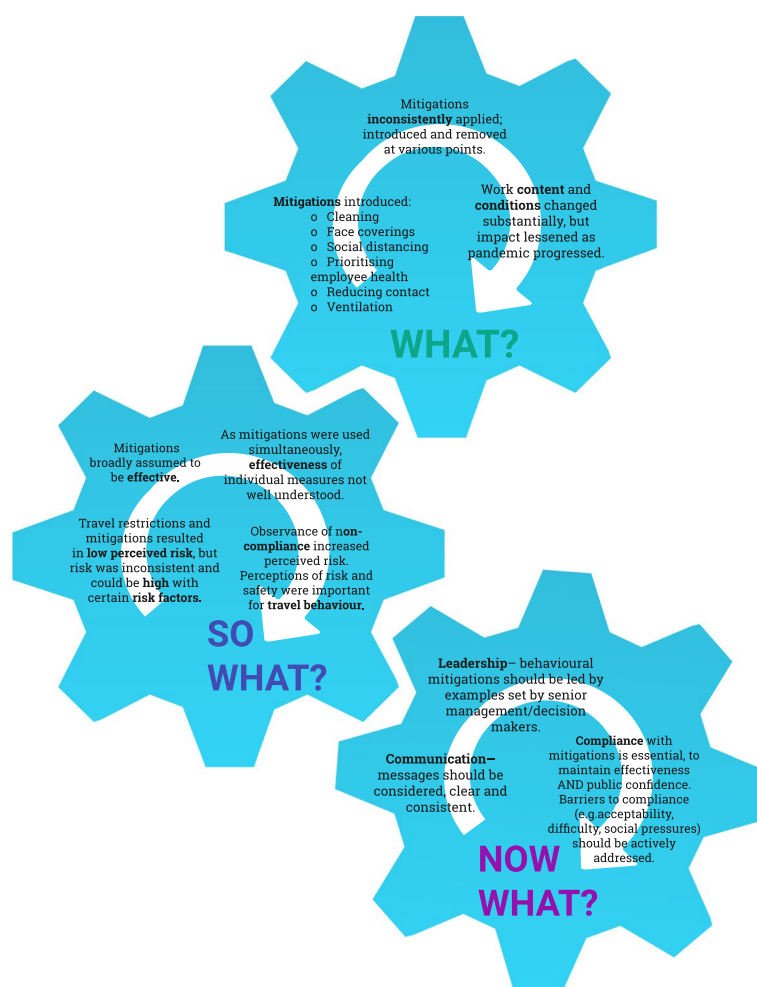 Mitigations
inconsistently applied;
introduced and removed
at various points.
Mitigations introduced:
o Cleaning
o Face coverings
o Social distancing
o Prioritising
employee health
o Reducing contact
o Ventilation
Work content and
conditions changed
substantially, but
impact lessened as
pandemic progressed.
WHAT?
Mitigations
broadly assumed to
be effective.
As mitigations were used
simultaneously,
effectiveness of
individual measures not
well understood.
Travel restrictions and
mitigations resulted
in low perceived risk, but
risk was inconsistent and
could be high with
certain risk factors.
Observance of non-
compliance increased
perceived risk.
Perceptions of risk and
safety were important
for travel behaviour.
SO
WHAT?
Leadership– behavioural
mitigations should be led by
examples set by senior
management/decision
makers.
Communication—
messages should be
considered, clear and
consistent.
Compliance with
mitigations is essential, to
maintain effectiveness
AND public confidence.
Barriers to compliance
(e.g.acceptability,
difficulty, social pressures)
should be actively
addressed.
NOW
WHAT?